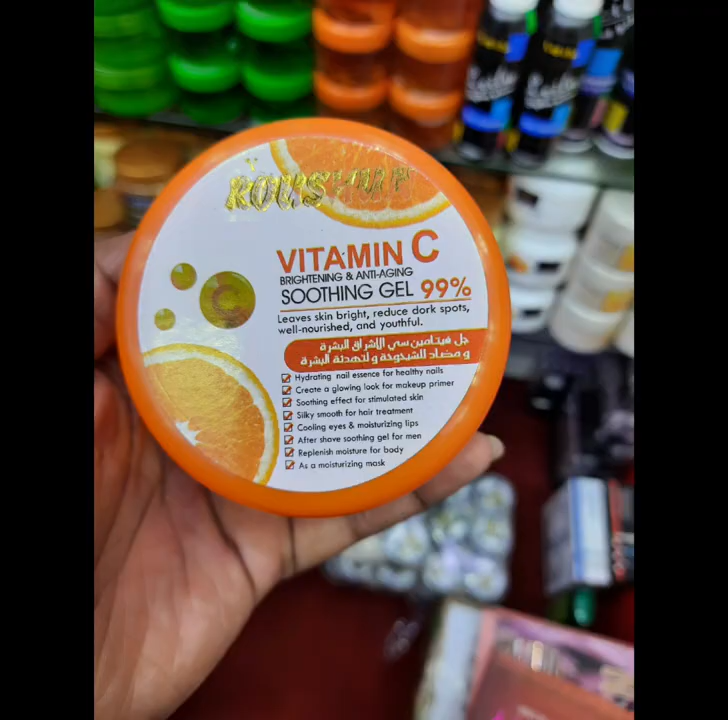 ROUSHUN
VITAMIN C
BRIGHTENING & ANTI-AGING
SOOTHING GEL 99%
Leaves skin bright, reduce dork spots,
well-nourished, and youthful.
جل فيتامين سي الإشراق البشرة
و مضاد للشيخوخة و لتهدئة البشرة
Hydrating nail essence for healthy nails
Create a glowing look for makeup primer
Soothing effect for stimulated skin
Silky smooth for hair treatment
Cooling eyes & moisturizing lips
After shave soothing gel for men
Replenish moisture for body
As a moisturizing mask